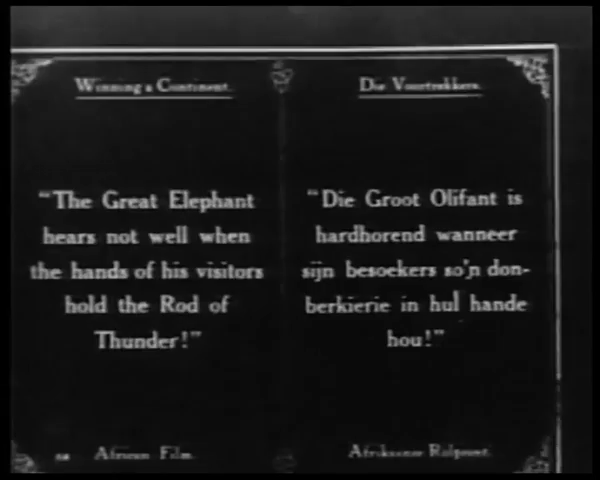 Winning a Continent.
"The Great Elephant
hears not well when
the hands of his visitors
hold the Rod of
Thunder!"
African Film.
Die Voortrekkers.
"Die Groot Olifant is
hardhorend wanneer
sijn besoekers so'n don-
berkierie in hul hande
hou!"
Afrikaanse Rolprent.